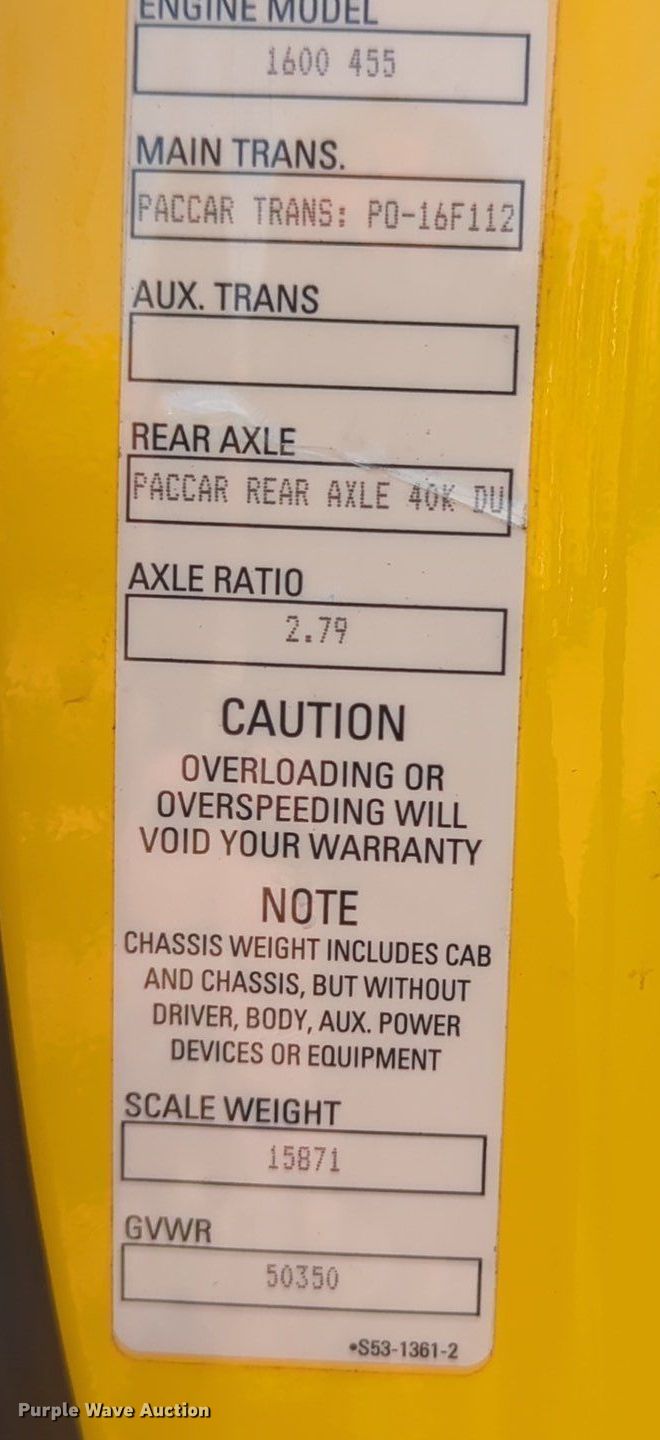 ENGINE MODEL
1600 455
MAIN TRANS.
PACCAR TRANS: PO-16F112
AUX. TRANS
REAR AXLE
PACCAR REAR AXLE 40K DU
AXLE RATIO
2.79
CAUTION
OVERLOADING OR
OVERSPEEDING WILL
VOID YOUR WARRANTY
NOTE
CHASSIS WEIGHT INCLUDES CAB
AND CHASSIS, BUT WITHOUT
DRIVER, BODY, AUX. POWER
DEVICES OR EQUIPMENT
SCALE WEIGHT
15871
GVWR
50350
•S53-1361-2
Purple Wave Auction